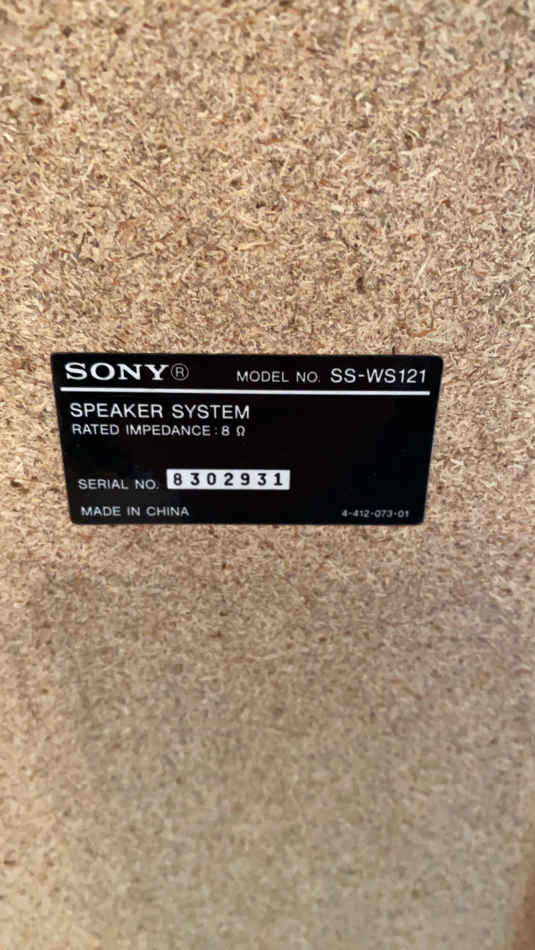 SONY®
MODEL NO. SS-WS121
SPEAKER SYSTEM
RATED IMPEDANCE : 8 Ω
SERIAL NO. 8302931
MADE IN CHINA
4-412-073-01